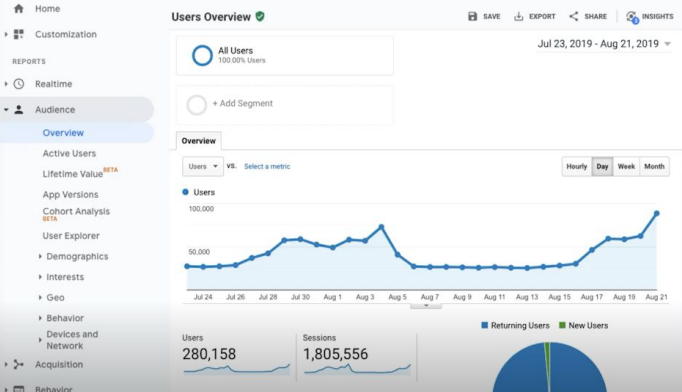 Home
Customization
REPORTS
Realtime
Audience
Overview
Active Users
Lifetime Value BETA
App Versions
Cohort Analysis
BETA
User Explorer
Demographics
Interests
Geo
Behavior
Devices and
Network
Acquisition
Behavior
Users Overview
SAVE
EXPORT
SHARE
INSIGHTS
All Users
100.00% Users
Jul 23, 2019 - Aug 21, 2019
+ Add Segment
Overview
Users VS. Select a metric
Hourly Day Week Month
Users
100,000
50,000
Jul 24 Jul 26 Jul 28 Jul 30 Aug 1 Aug 3 Aug 5 Aug 7 Aug 9 Aug 11 Aug 13 Aug 15 Aug 17 Aug 19 Aug 21
Users
280,158
Sessions
1,805,556
Returning Users New Users